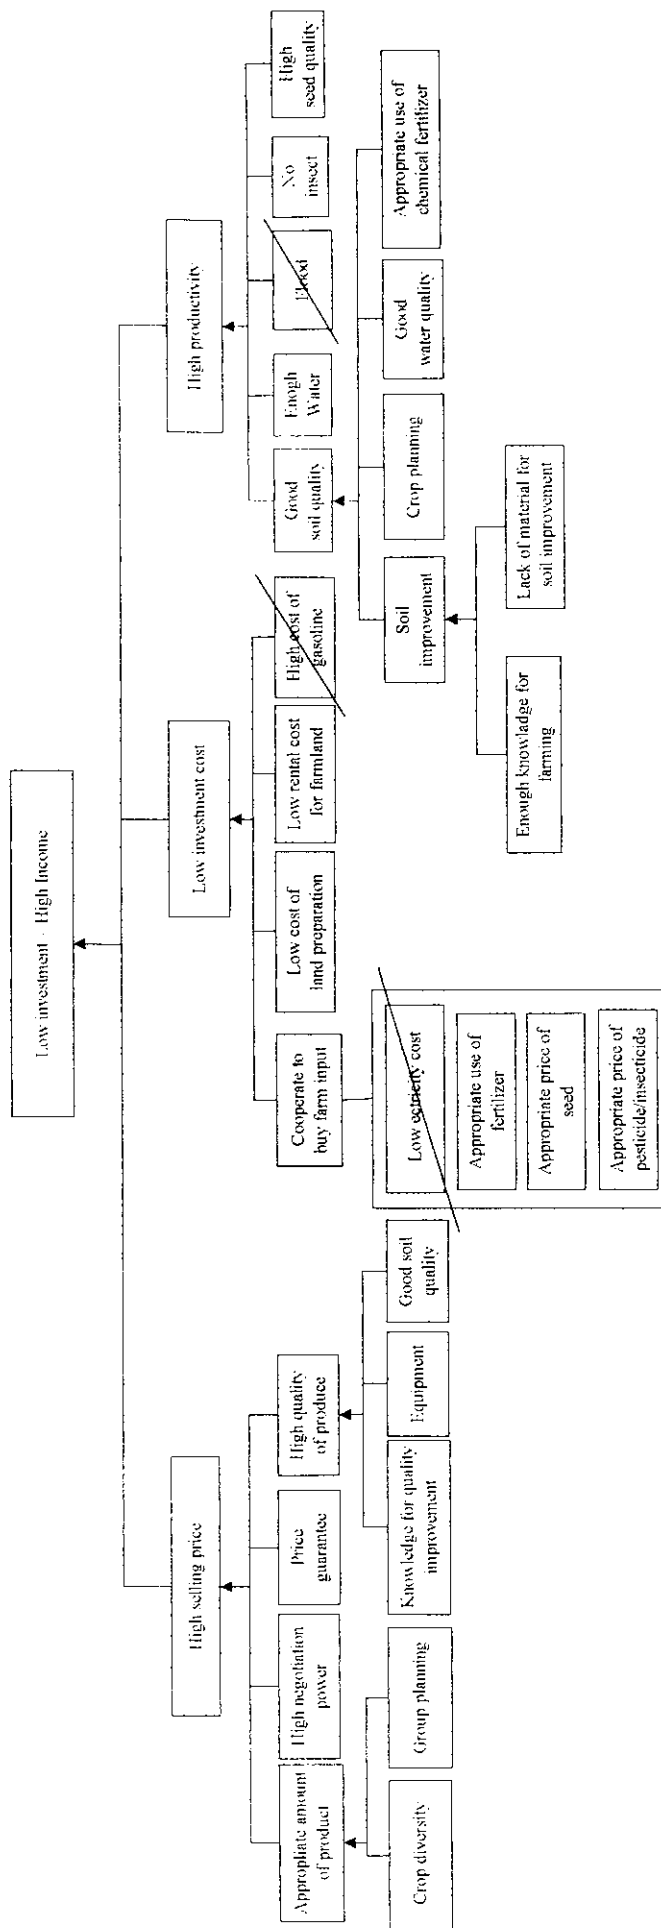 Low investment - High Income
High selling price
Low investment cost
High productivity
Appropliate amount
of product
High negotiation
power
Price
guarantee
High quality
of produce
Cooperate to
buy farm input
Low cost of
land preparation
Low rental cost
for farmland
High cost of
gasoline
Good
soil quality
Enogh
Water
Flood
No
insect
High
seed quality
Crop diversity
Group planning
Knowledge for quality
improvement
Equipment
Good soil
quality
Low ectricity cost
Appropriate use of
fertilizer
Appropriate price of
seed
Appropriate price of
pesticide/insecticide
Soil
improvement
Crop planning
Good
water quality
Appropriate use of
chemical fertilizer
Enough knowladge for
farming
Lack of material for
soil improvement